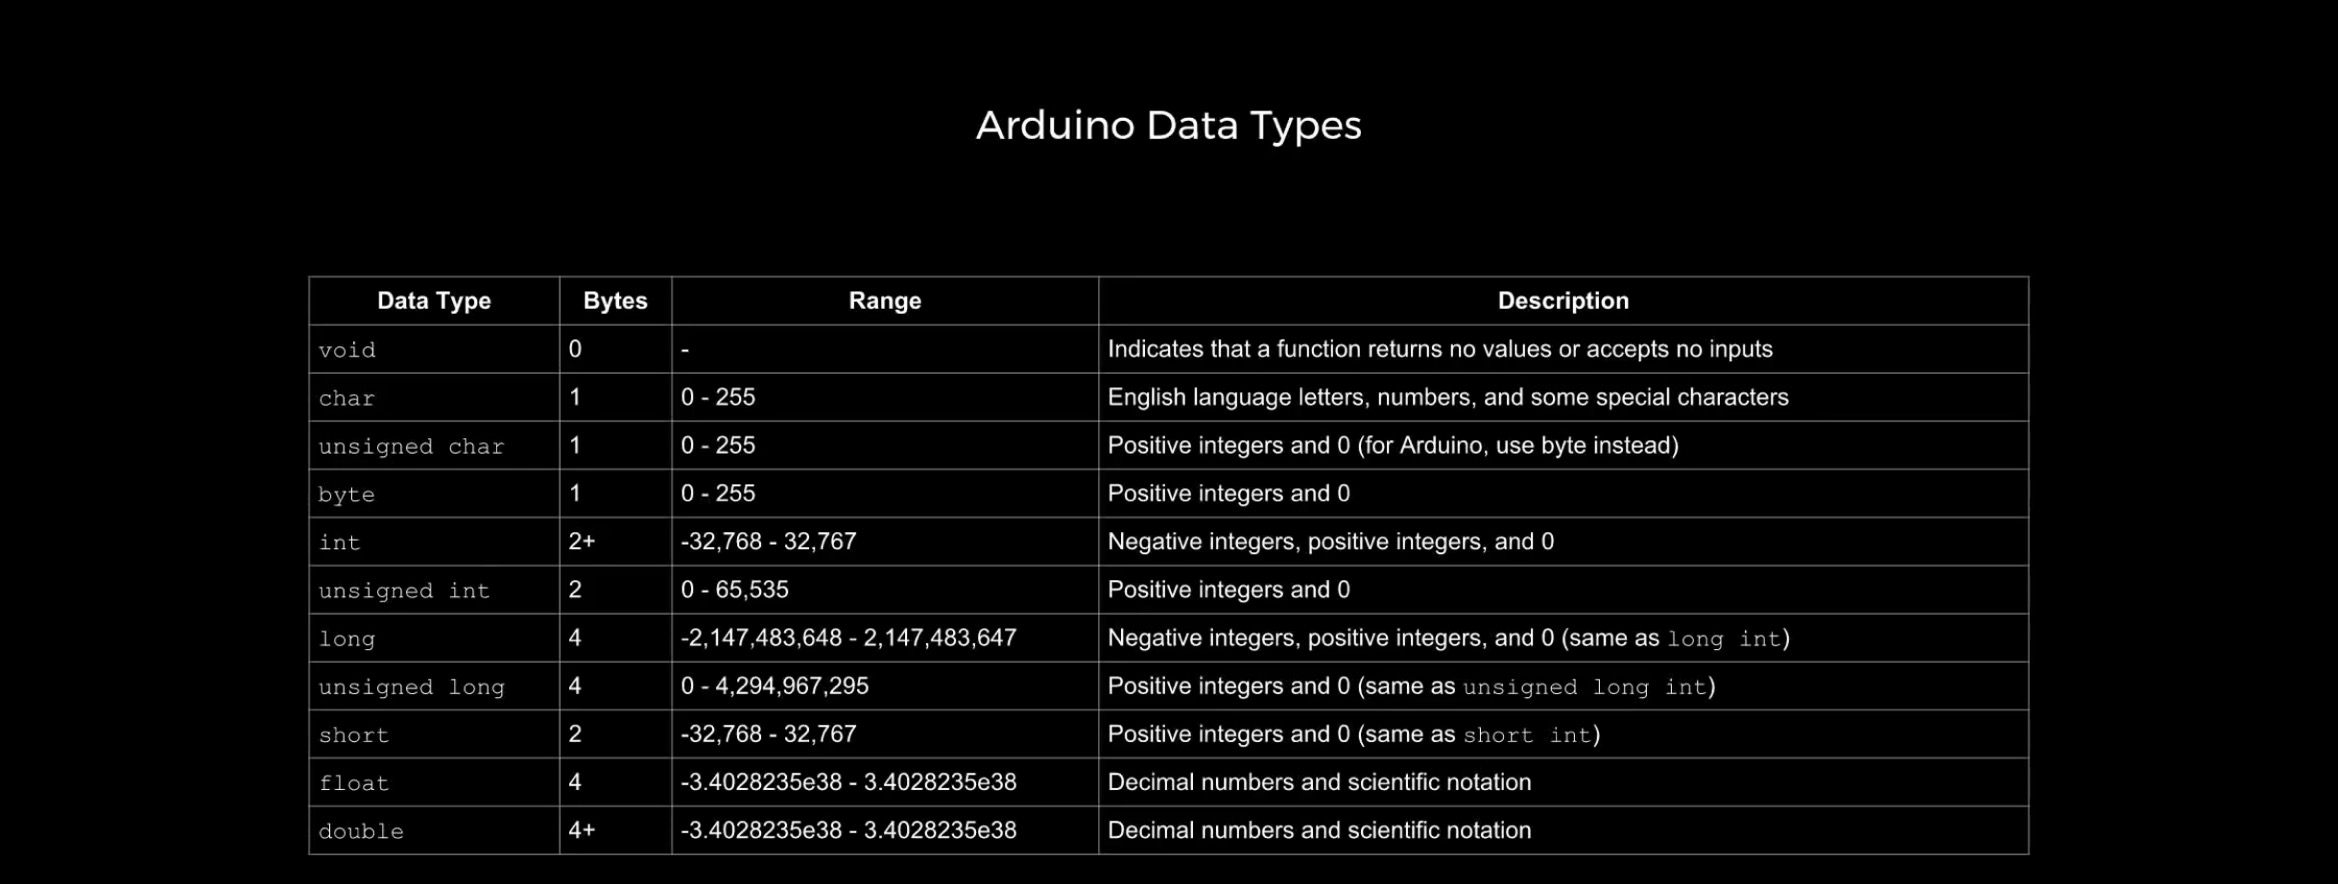 Arduino Data Types
Data Type Bytes Range Description
void 0 - Indicates that a function returns no values or accepts no inputs
char 1 0 - 255 English language letters, numbers, and some special characters
unsigned char 1 0 - 255 Positive integers and 0 (for Arduino, use byte instead)
byte 1 0 - 255 Positive integers and 0
int 2+ -32,768 - 32,767 Negative integers, positive integers, and 0
unsigned int 2 0 - 65,535 Positive integers and 0
long 4 -2,147,483,648 - 2,147,483,647 Negative integers, positive integers, and 0 (same as long int)
unsigned long 4 0 - 4,294,967,295 Positive integers and 0 (same as unsigned long int)
short 2 -32,768 - 32,767 Positive integers and 0 (same as short int)
float 4 -3.4028235e38 - 3.4028235e38 Decimal numbers and scientific notation
double 4+ -3.4028235e38 - 3.4028235e38 Decimal numbers and scientific notation